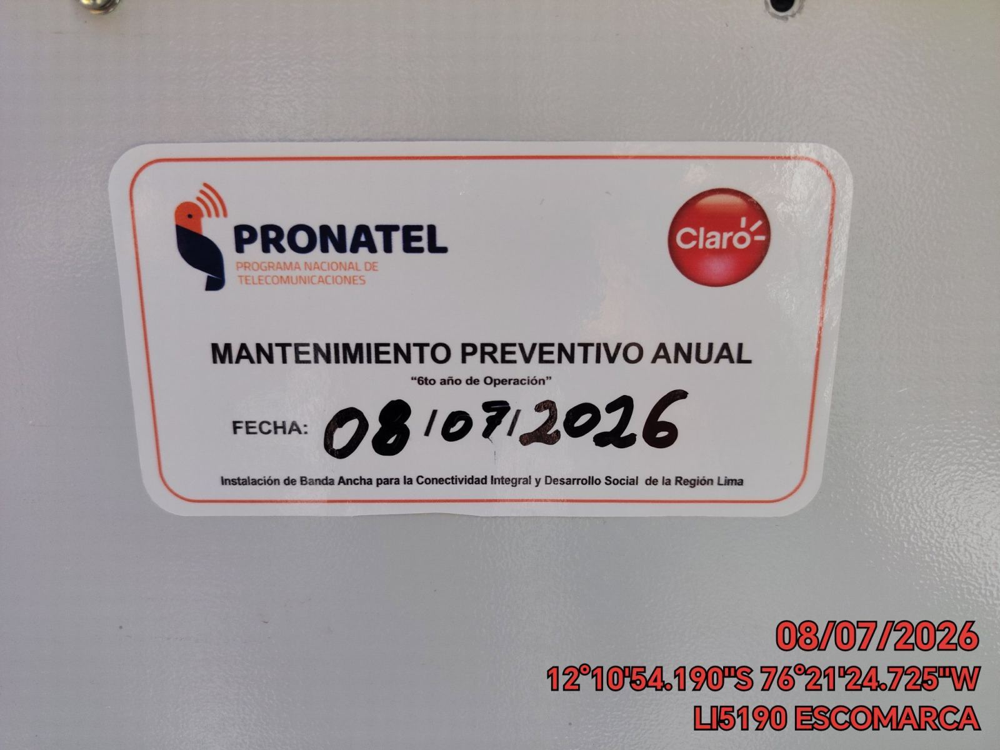 PRONATEL
PROGRAMA NACIONAL DE
TELECOMUNICACIONES
Claro
MANTENIMIENTO PREVENTIVO ANUAL
“6to año de Operación”
FECHA: 08/07/2026
Instalación de Banda Ancha para la Conectividad Integral y Desarrollo Social de la Región Lima
08/07/2026
12°10'54.190"S 76°21'24.725"W
LI5190 ESCOMARCA